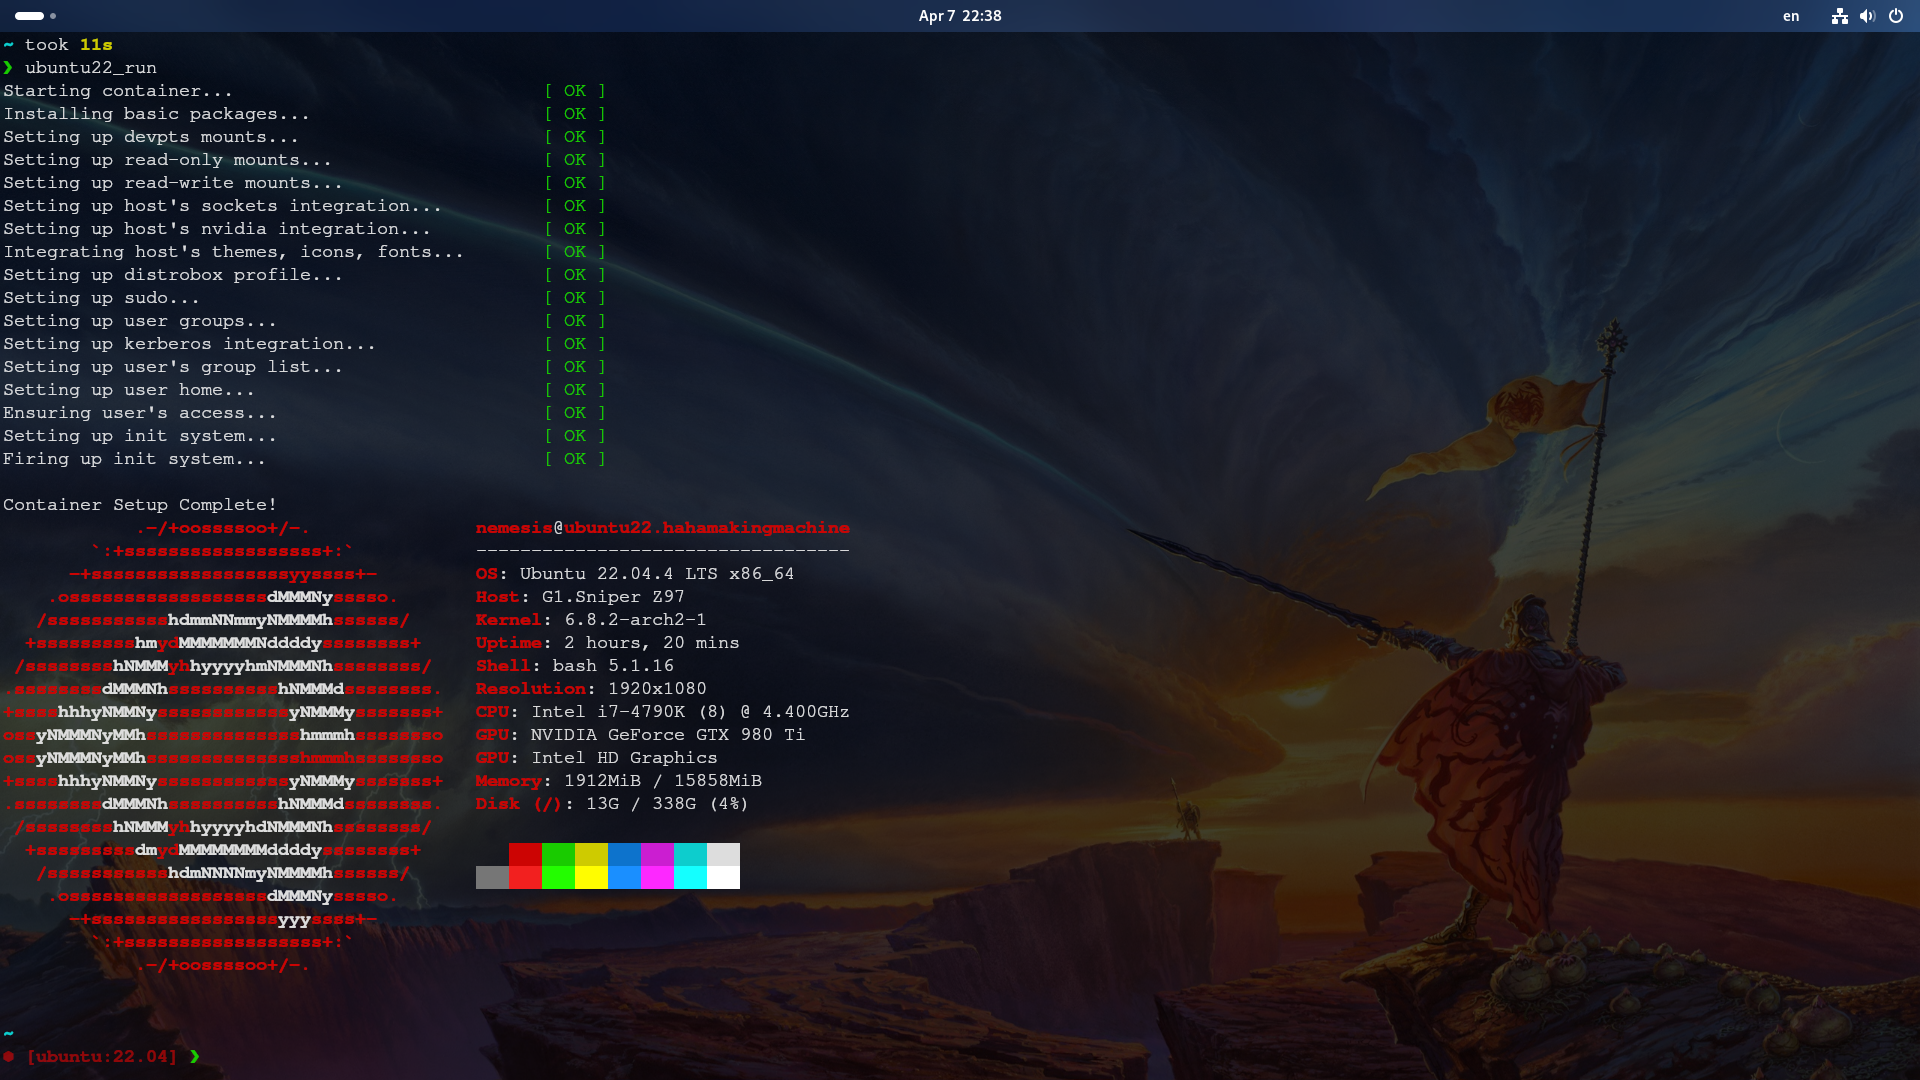 Apr 7 22:38
en
~ took 11s
❯ ubuntu22_run
Starting container... [ OK ]
Installing basic packages... [ OK ]
Setting up devpts mounts... [ OK ]
Setting up read-only mounts... [ OK ]
Setting up read-write mounts... [ OK ]
Setting up host's sockets integration... [ OK ]
Setting up host's nvidia integration... [ OK ]
Integrating host's themes, icons, fonts... [ OK ]
Setting up distrobox profile... [ OK ]
Setting up sudo... [ OK ]
Setting up user groups... [ OK ]
Setting up kerberos integration... [ OK ]
Setting up user's group list... [ OK ]
Setting up user home... [ OK ]
Ensuring user's access... [ OK ]
Setting up init system... [ OK ]
Firing up init system... [ OK ]
Container Setup Complete!
.-/+oossssoo+/-. nemesis@ubuntu22.hahamakingmachine
`:+ssssssssssssssssss+:` ----------------------------------
-+ssssssssssssssssssyyssss+- OS: Ubuntu 22.04.4 LTS x86_64
.ossssssssssssssssssdMMMNysssso. Host: G1.Sniper Z97
/ssssssssssshdmmNNmmyNMMMMhssssss/ Kernel: 6.8.2-arch2-1
+ssssssssshmydMMMMMMMNddddyssssssss+ Uptime: 2 hours, 20 mins
/sssssssshNMMMyhhyyyyhmNMMMNhssssssss/ Shell: bash 5.1.16
.ssssssssdMMMNhsssssssssshNMMMdssssssss. Resolution: 1920x1080
+sssshhhyNMMNyssssssssssssyNMMMysssssss+ CPU: Intel i7-4790K (8) @ 4.400GHz
ossyNMMMNyMMhsssssssssssssshmmmhssssssso GPU: NVIDIA GeForce GTX 980 Ti
ossyNMMMNyMMhsssssssssssssshmmmhssssssso GPU: Intel HD Graphics
+sssshhhyNMMNyssssssssssssyNMMMysssssss+ Memory: 1912MiB / 15858MiB
.ssssssssdMMMNhsssssssssshNMMMdssssssss. Disk (/): 13G / 338G (4%)
/sssssssshNMMMyhhyyyyhdNMMMNhssssssss/
+sssssssssdmydMMMMMMMMddddyssssssss+
/ssssssssssshdmNNNNmyNMMMMhssssss/
.ossssssssssssssssssdMMMNysssso.
-+sssssssssssssssssyyyssss+-
`:+ssssssssssssssssss+:`
.-/+oossssoo+/-.
~
⬢ [ubuntu:22.04] ❯